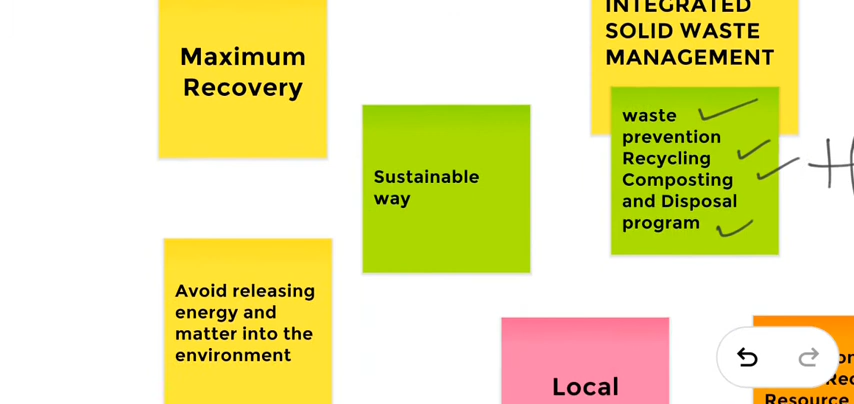 Maximum
Recovery
INTEGRATED
SOLID WASTE
MANAGEMENT
waste
prevention
Recycling
Composting
and Disposal
program
Sustainable
way
Avoid releasing
energy and
matter into the
environment
Local
Resource